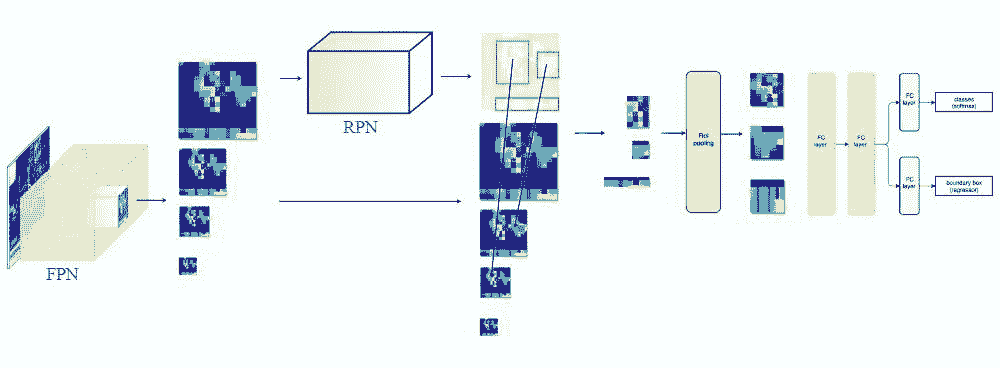 FPN
RPN
RoI
pooling
FC
layer
FC
layer
FC
layer
classes
(softmax)
FC
layer
boundary box
(regressor)